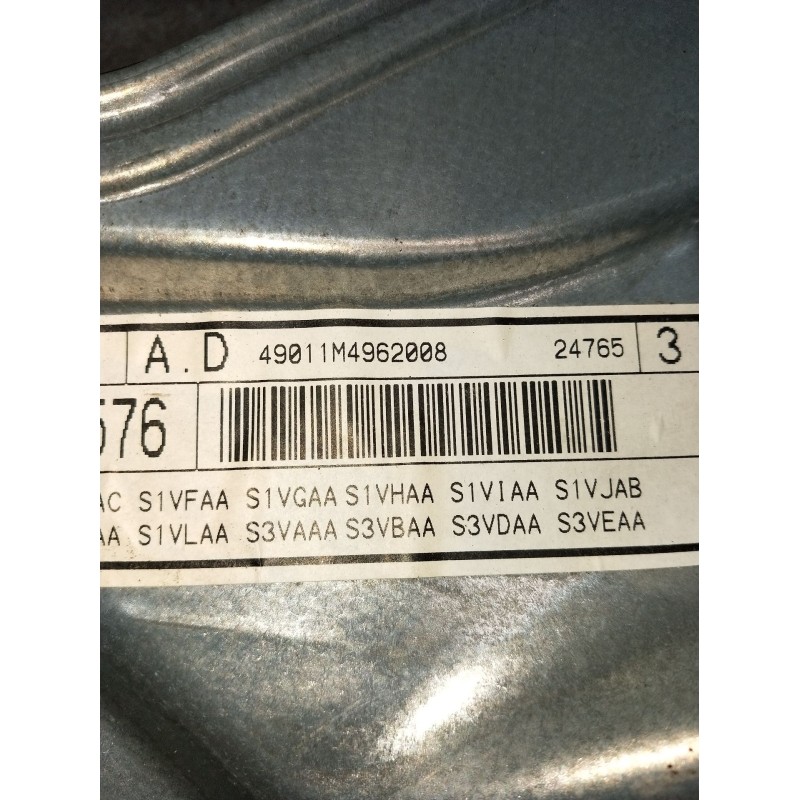 A.D 49011M4962008 24765 3
576
AC S1VFAA S1VGAA S1VHAA S1VIAA S1VJAB
AA S1VLAA S3VAAA S3VBAA S3VDAA S3VEAA